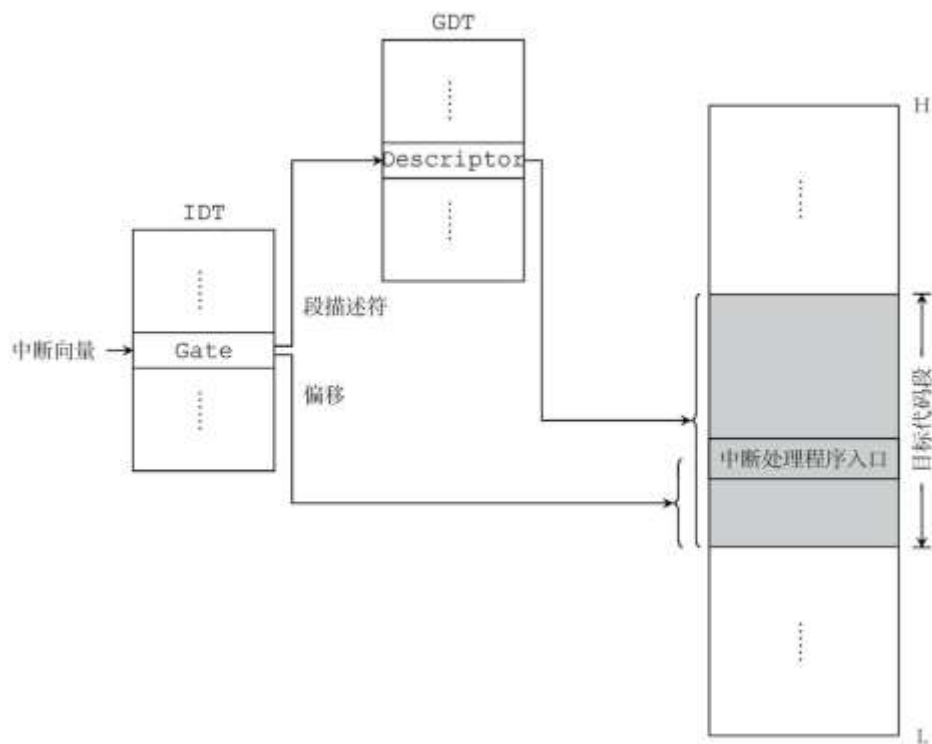 GDT
H
Descriptor
IDT
段描述符
中断向量
Gate
偏移
中断处理程序入口
目标代码段
L